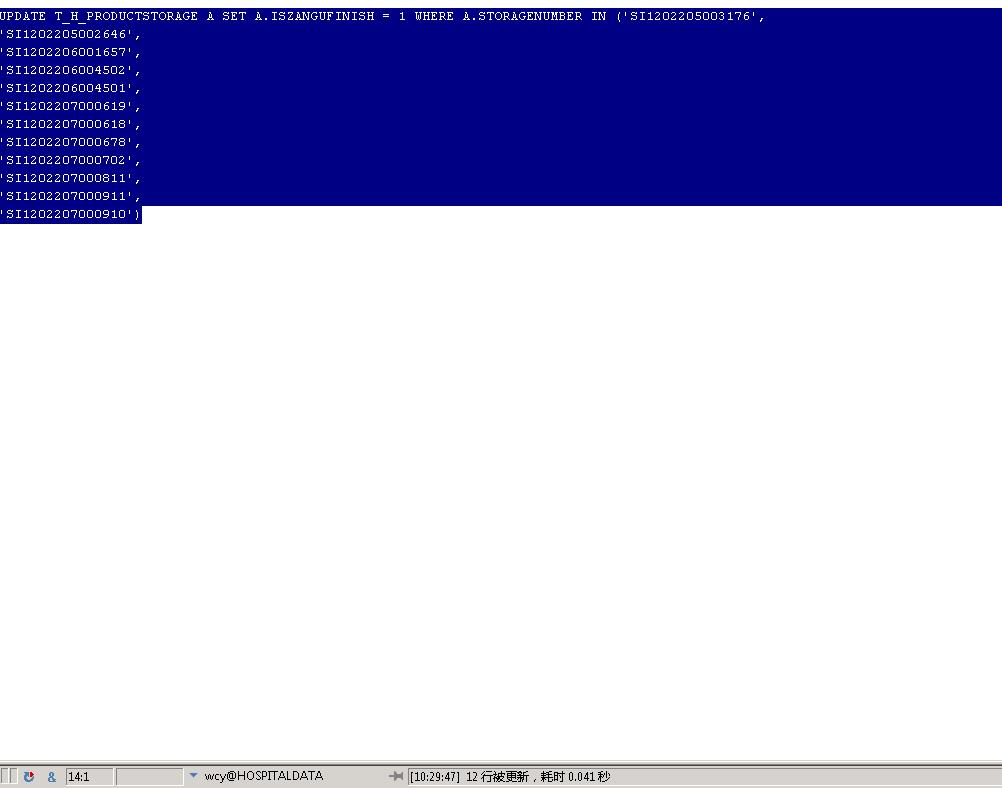 UPDATE T_H_PRODUCTSTORAGE A SET A.ISZANGUFINISH = 1 WHERE A.STORAGENUMBER IN ('SI1202205003176',
'SI1202205002646',
'SI1202206001657',
'SI1202206004502',
'SI1202206004501',
'SI1202207000619',
'SI1202207000618',
'SI1202207000678',
'SI1202207000702',
'SI1202207000811',
'SI1202207000911',
'SI1202207000910')
& 14:1 wcy@HOSPITALDATA [10:29:47] 12 行被更新，耗时 0.041 秒